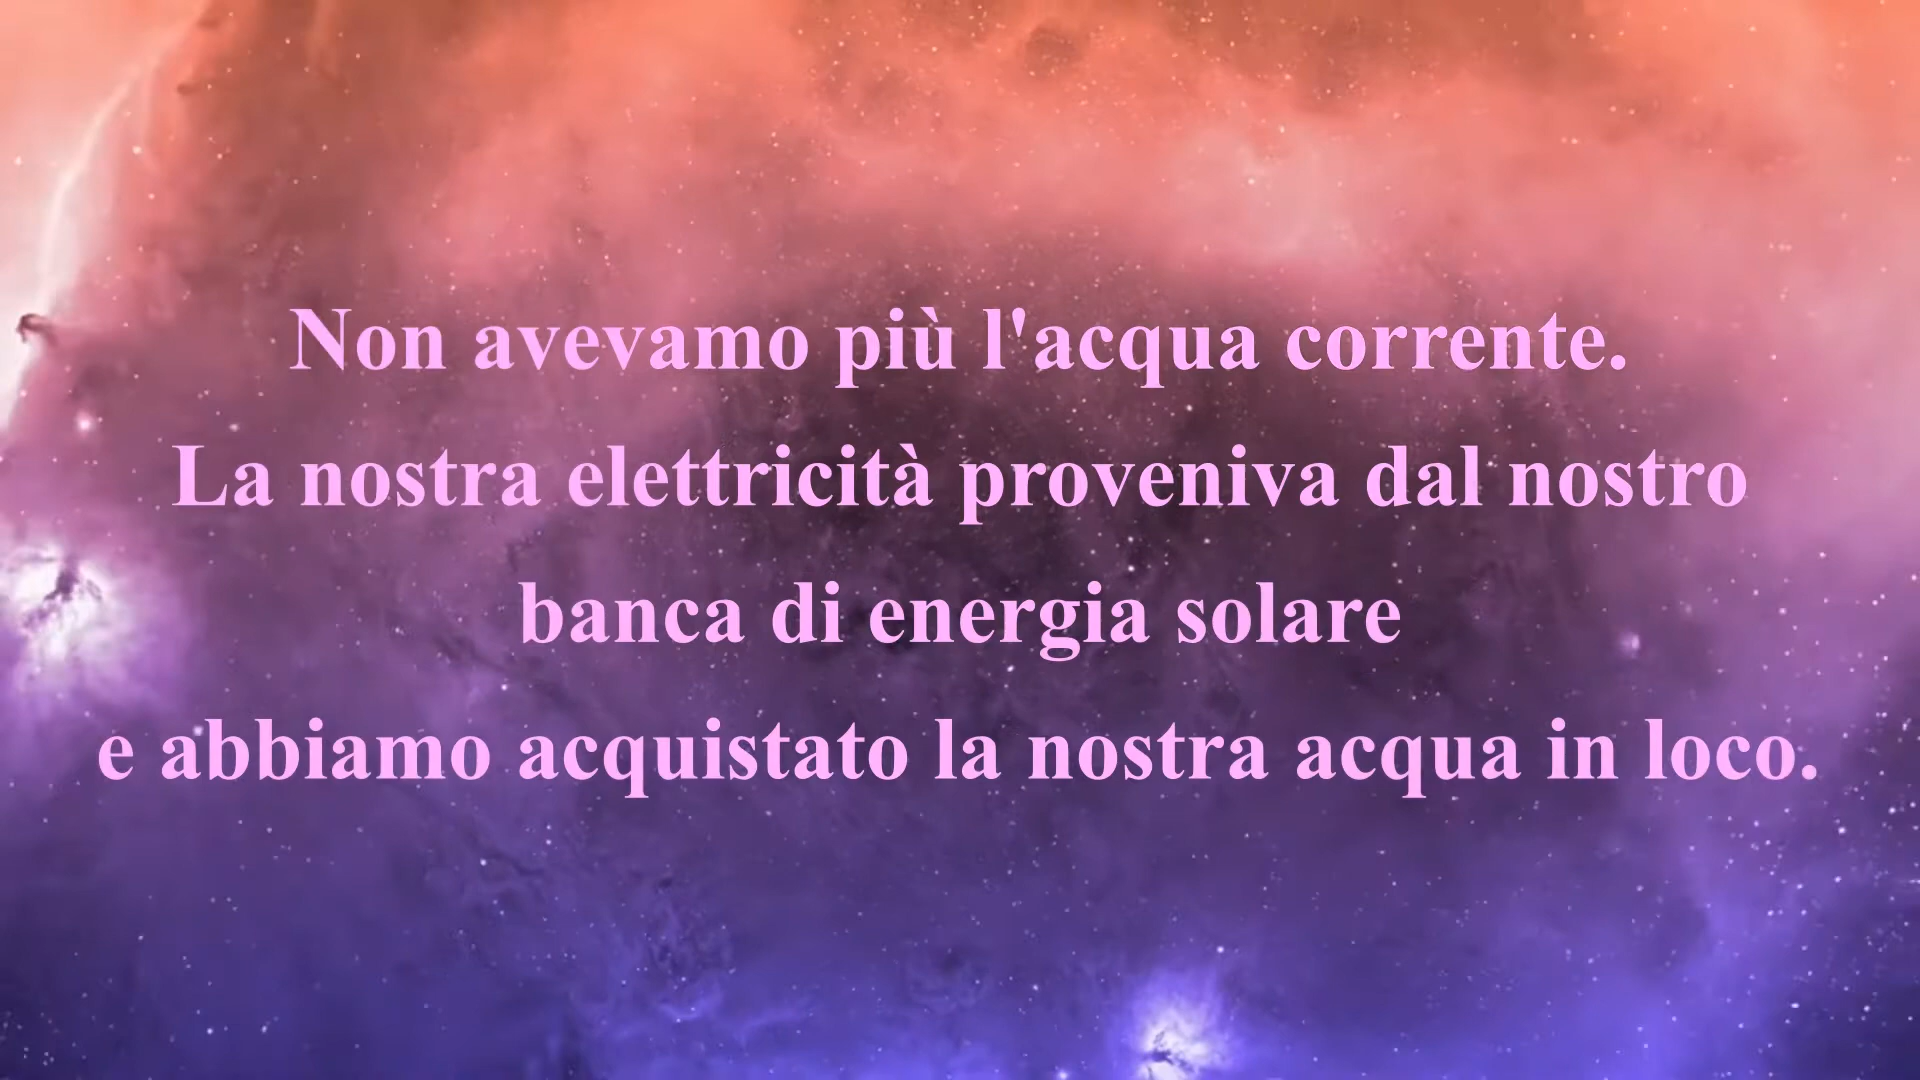 Non avevamo più l'acqua corrente.
La nostra elettricità proveniva dal nostro
banca di energia solare
e abbiamo acquistato la nostra acqua in loco.